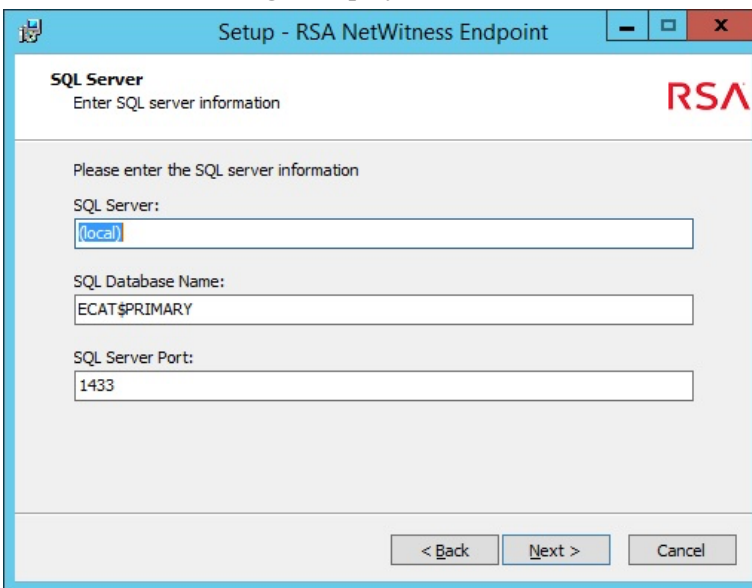 Setup - RSA NetWitness Endpoint
SQL Server
Enter SQL server information
RSA
Please enter the SQL server information
SQL Server:
(local)
SQL Database Name:
ECAT$PRIMARY
SQL Server Port:
1433
< Back Next > Cancel